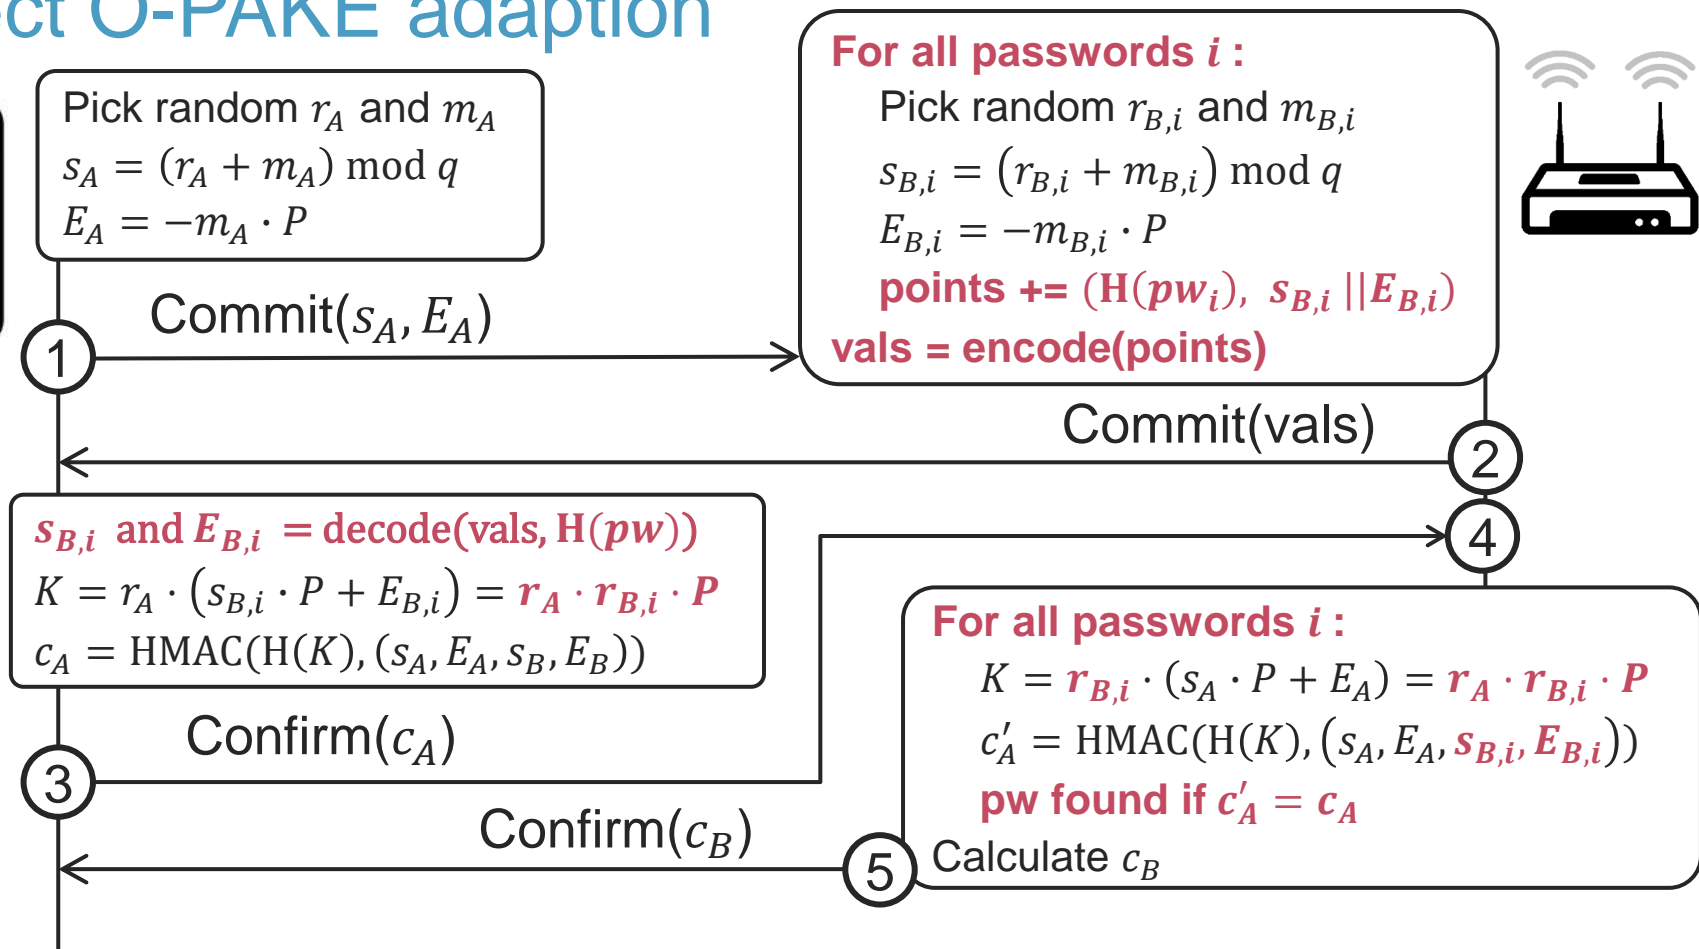 O-PAKE adaption
Pick random r_A and m_A
s_A = (r_A + m_A) mod q
E_A = −m_A · P
For all passwords i :
Pick random r_{B,i} and m_{B,i}
s_{B,i} = (r_{B,i} + m_{B,i}) mod q
E_{B,i} = −m_{B,i} · P
points += (H(pw_i), s_{B,i} ||E_{B,i})
vals = encode(points)
Commit(s_A, E_A)
1
Commit(vals)
2
s_{B,i} and E_{B,i} = decode(vals, H(pw))
K = r_A · (s_{B,i} · P + E_{B,i}) = r_A · r_{B,i} · P
c_A = HMAC(H(K), (s_A, E_A, s_B, E_B))
Confirm(c_A)
3
4
For all passwords i :
K = r_{B,i} · (s_A · P + E_A) = r_A · r_{B,i} · P
c′_A = HMAC(H(K), (s_A, E_A, s_{B,i}, E_{B,i}))
pw found if c′_A = c_A
Calculate c_B
Confirm(c_B)
5